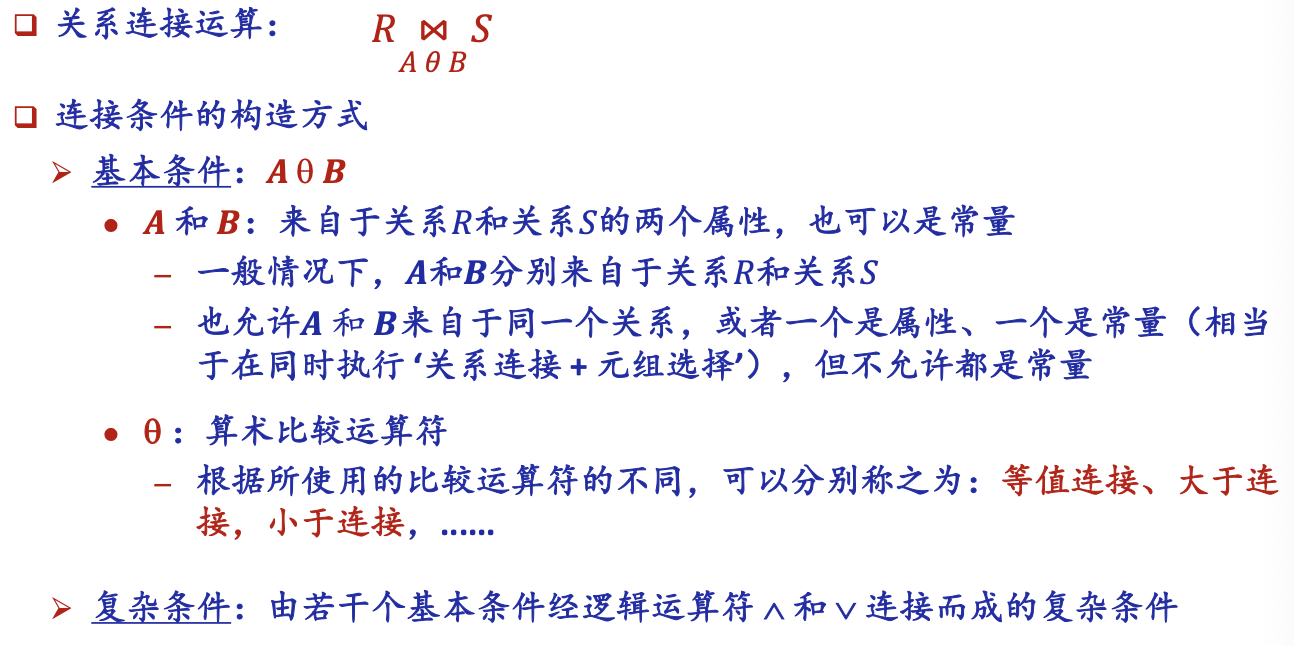 ❑ 关系连接运算： R ⋈ S
A θ B
❑ 连接条件的构造方式
➢ 基本条件：A θ B
• A 和 B：来自于关系R和关系S的两个属性，也可以是常量
– 一般情况下，A和B分别来自于关系R和关系S
– 也允许A 和 B来自于同一个关系，或者一个是属性、一个是常量（相当
于在同时执行 ‘关系连接 + 元组选择’），但不允许都是常量
• θ：算术比较运算符
– 根据所使用的比较运算符的不同，可以分别称之为：等值连接、大于连
接，小于连接，……
➢ 复杂条件：由若干个基本条件经逻辑运算符 ∧ 和 ∨ 连接而成的复杂条件